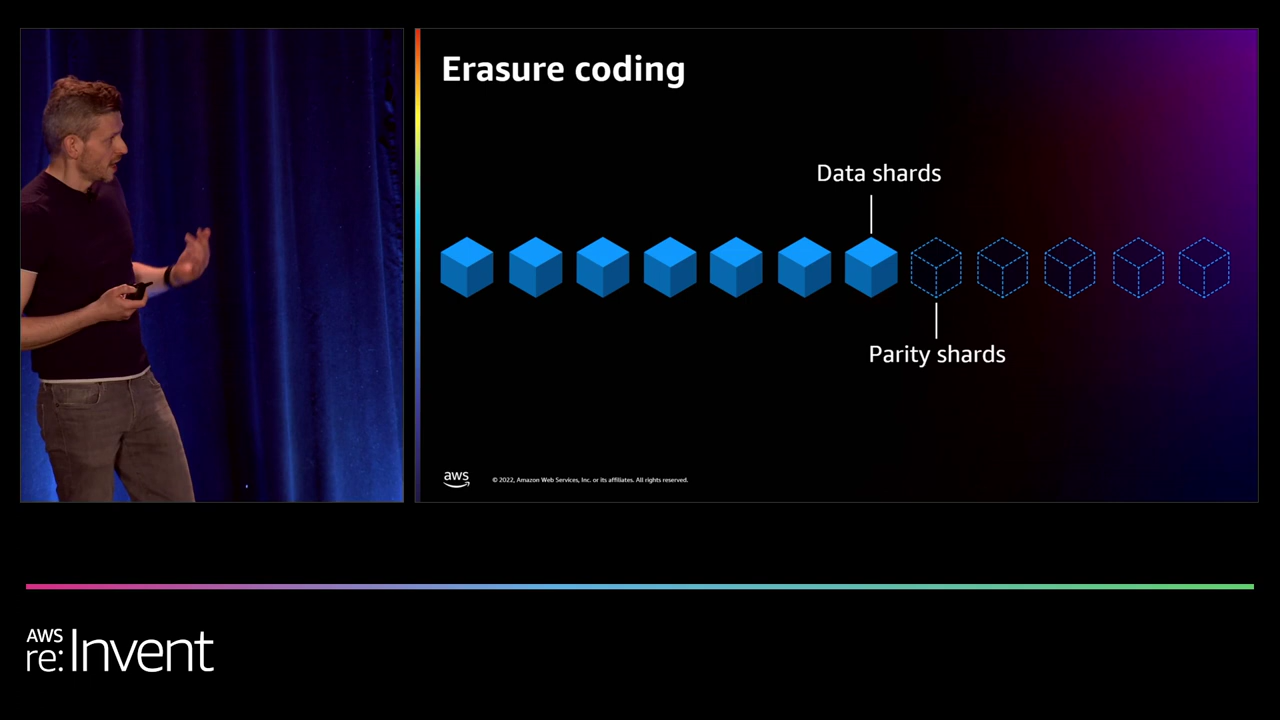 Erasure coding
Data shards
Parity shards
aws
© 2022, Amazon Web Services, Inc. or its affiliates. All rights reserved.
AWS
re:Invent